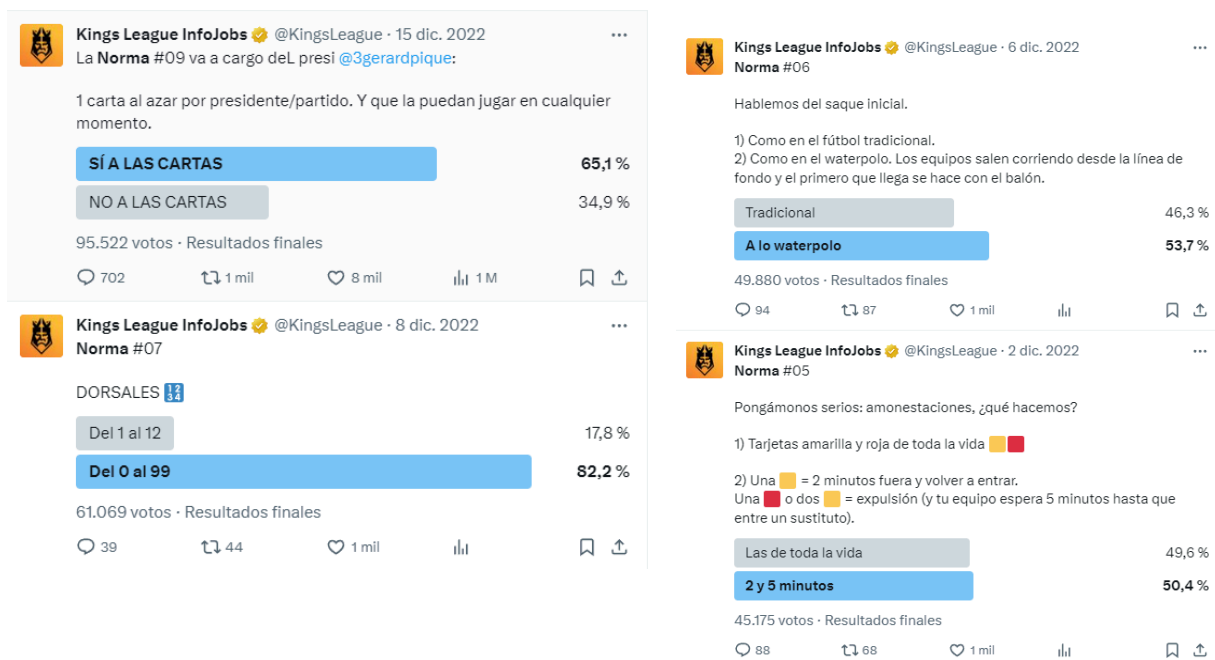 Kings League InfoJobs @KingsLeague · 15 dic. 2022
La Norma #09 va a cargo deL presi @3gerardpique:
1 carta al azar por presidente/partido. Y que la puedan jugar en cualquier
momento.
SÍ A LAS CARTAS 65,1 %
NO A LAS CARTAS 34,9 %
95.522 votos · Resultados finales
702 1 mil 8 mil 1 M
Kings League InfoJobs @KingsLeague · 8 dic. 2022
Norma #07
DORSALES 🔢
Del 1 al 12 17,8 %
Del 0 al 99 82,2 %
61.069 votos · Resultados finales
39 44 1 mil
Kings League InfoJobs @KingsLeague · 6 dic. 2022
Norma #06
Hablemos del saque inicial.
1) Como en el fútbol tradicional.
2) Como en el waterpolo. Los equipos salen corriendo desde la línea de
fondo y el primero que llega se hace con el balón.
Tradicional 46,3 %
A lo waterpolo 53,7 %
49.880 votos · Resultados finales
94 87 1 mil
Kings League InfoJobs @KingsLeague · 2 dic. 2022
Norma #05
Pongámonos serios: amonestaciones, ¿qué hacemos?
1) Tarjetas amarilla y roja de toda la vida 🟨🟥
2) Una 🟨 = 2 minutos fuera y volver a entrar.
Una 🟥 o dos 🟨 = expulsión (y tu equipo espera 5 minutos hasta que
entre un sustituto).
Las de toda la vida 49,6 %
2 y 5 minutos 50,4 %
45.175 votos · Resultados finales
88 68 1 mil